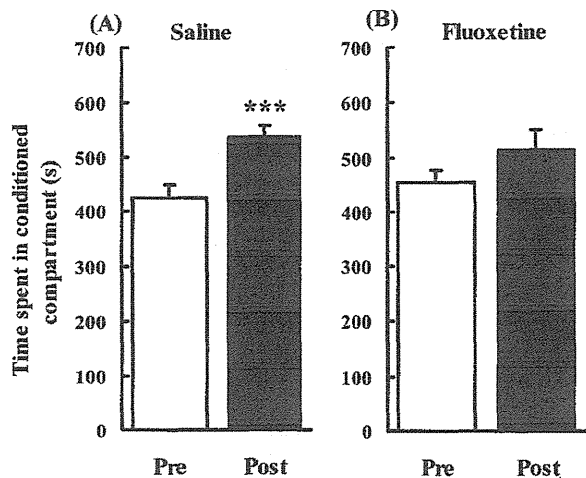 (A) Saline
(B) Fluoxetine
Time spent in conditioned
compartment (s)
700
600
500
400
300
200
100
0
***
Pre Post
700
600
500
400
300
200
100
0
Pre Post